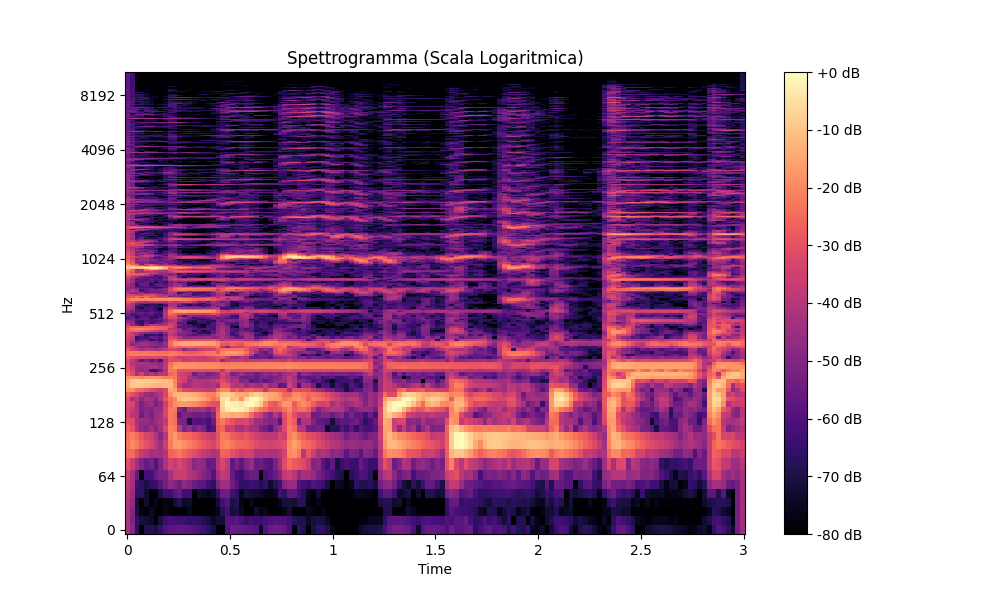 Spettrogramma (Scala Logaritmica)
Hz
8192
4096
2048
1024
512
256
128
64
0
0
0.5
1
1.5
2
2.5
3
Time
+0 dB
-10 dB
-20 dB
-30 dB
-40 dB
-50 dB
-60 dB
-70 dB
-80 dB